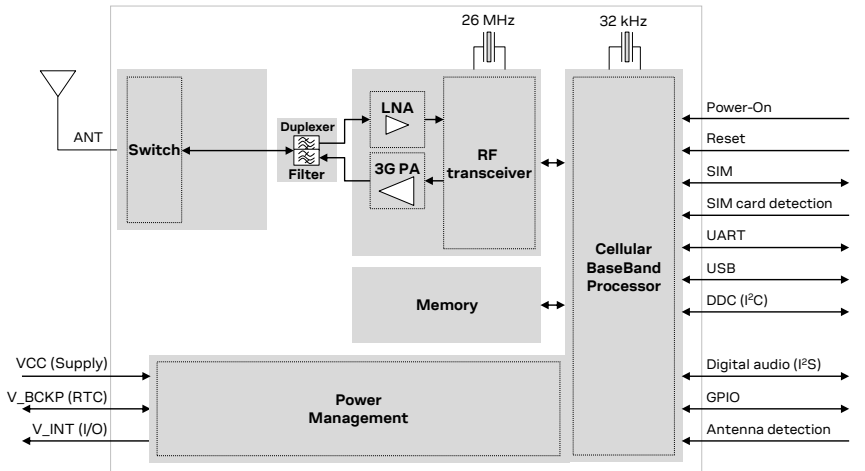 26 MHz
32 kHz
ANT
Switch
Duplexer
Filter
LNA
3G PA
RF
transceiver
Cellular
BaseBand
Processor
Memory
Power
Management
Power-On
Reset
SIM
SIM card detection
UART
USB
DDC (I²C)
Digital audio (I²S)
GPIO
Antenna detection
VCC (Supply)
V_BCKP (RTC)
V_INT (I/O)